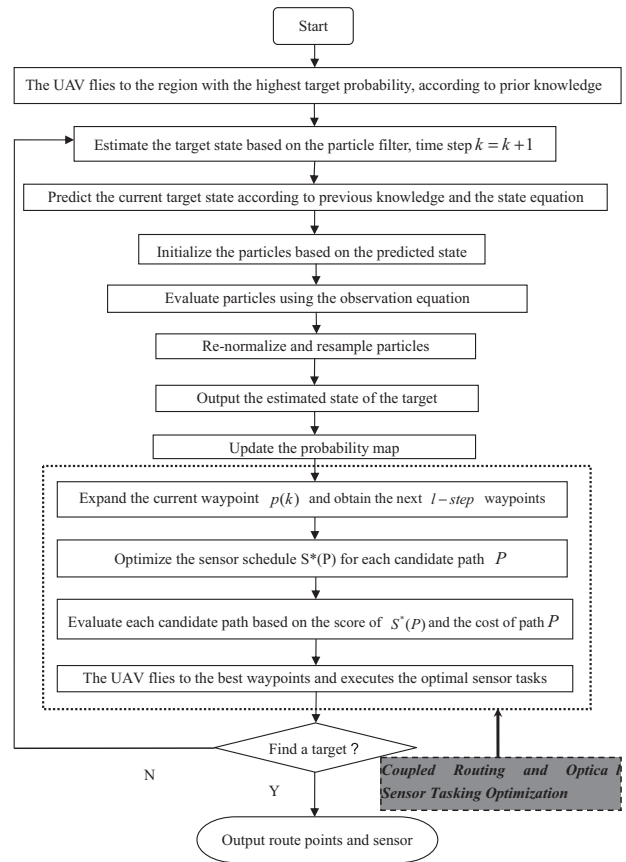 Start
The UAV flies to the region with the highest target probability, according to prior knowledge
Estimate the target state based on the particle filter, time step k = k + 1
Predict the current target state according to previous knowledge and the state equation
Initialize the particles based on the predicted state
Evaluate particles using the observation equation
Re-normalize and resample particles
Output the estimated state of the target
Update the probability map
Expand the current waypoint p(k) and obtain the next l − step waypoints
Optimize the sensor schedule S*(P) for each candidate path P
Evaluate each candidate path based on the score of S*(P) and the cost of path P
The UAV flies to the best waypoints and executes the optimal sensor tasks
Find a target ?
N
Y
Coupled Routing and Optica l
Sensor Tasking Optimization
Output route points and sensor